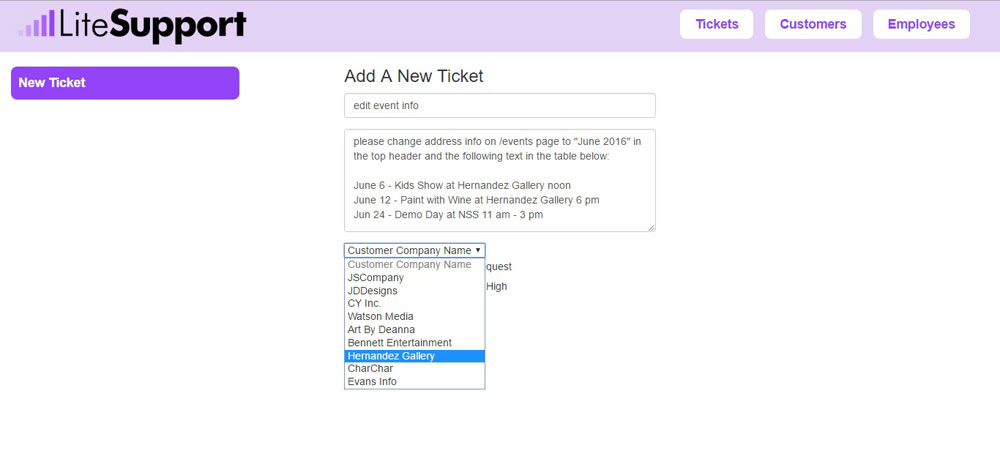 LiteSupport
Tickets
Customers
Employees
New Ticket
Add A New Ticket
edit event info
please change address info on /events page to "June 2016" in
the top header and the following text in the table below:
June 6 - Kids Show at Hernandez Gallery noon
June 12 - Paint with Wine at Hernandez Gallery 6 pm
Jun 24 - Demo Day at NSS 11 am - 3 pm
Customer Company Name
Customer Company Name
JSCompany
JDDesigns
CY Inc.
Watson Media
Art By Deanna
Bennett Entertainment
Hernandez Gallery
CharChar
Evans Info
quest
High